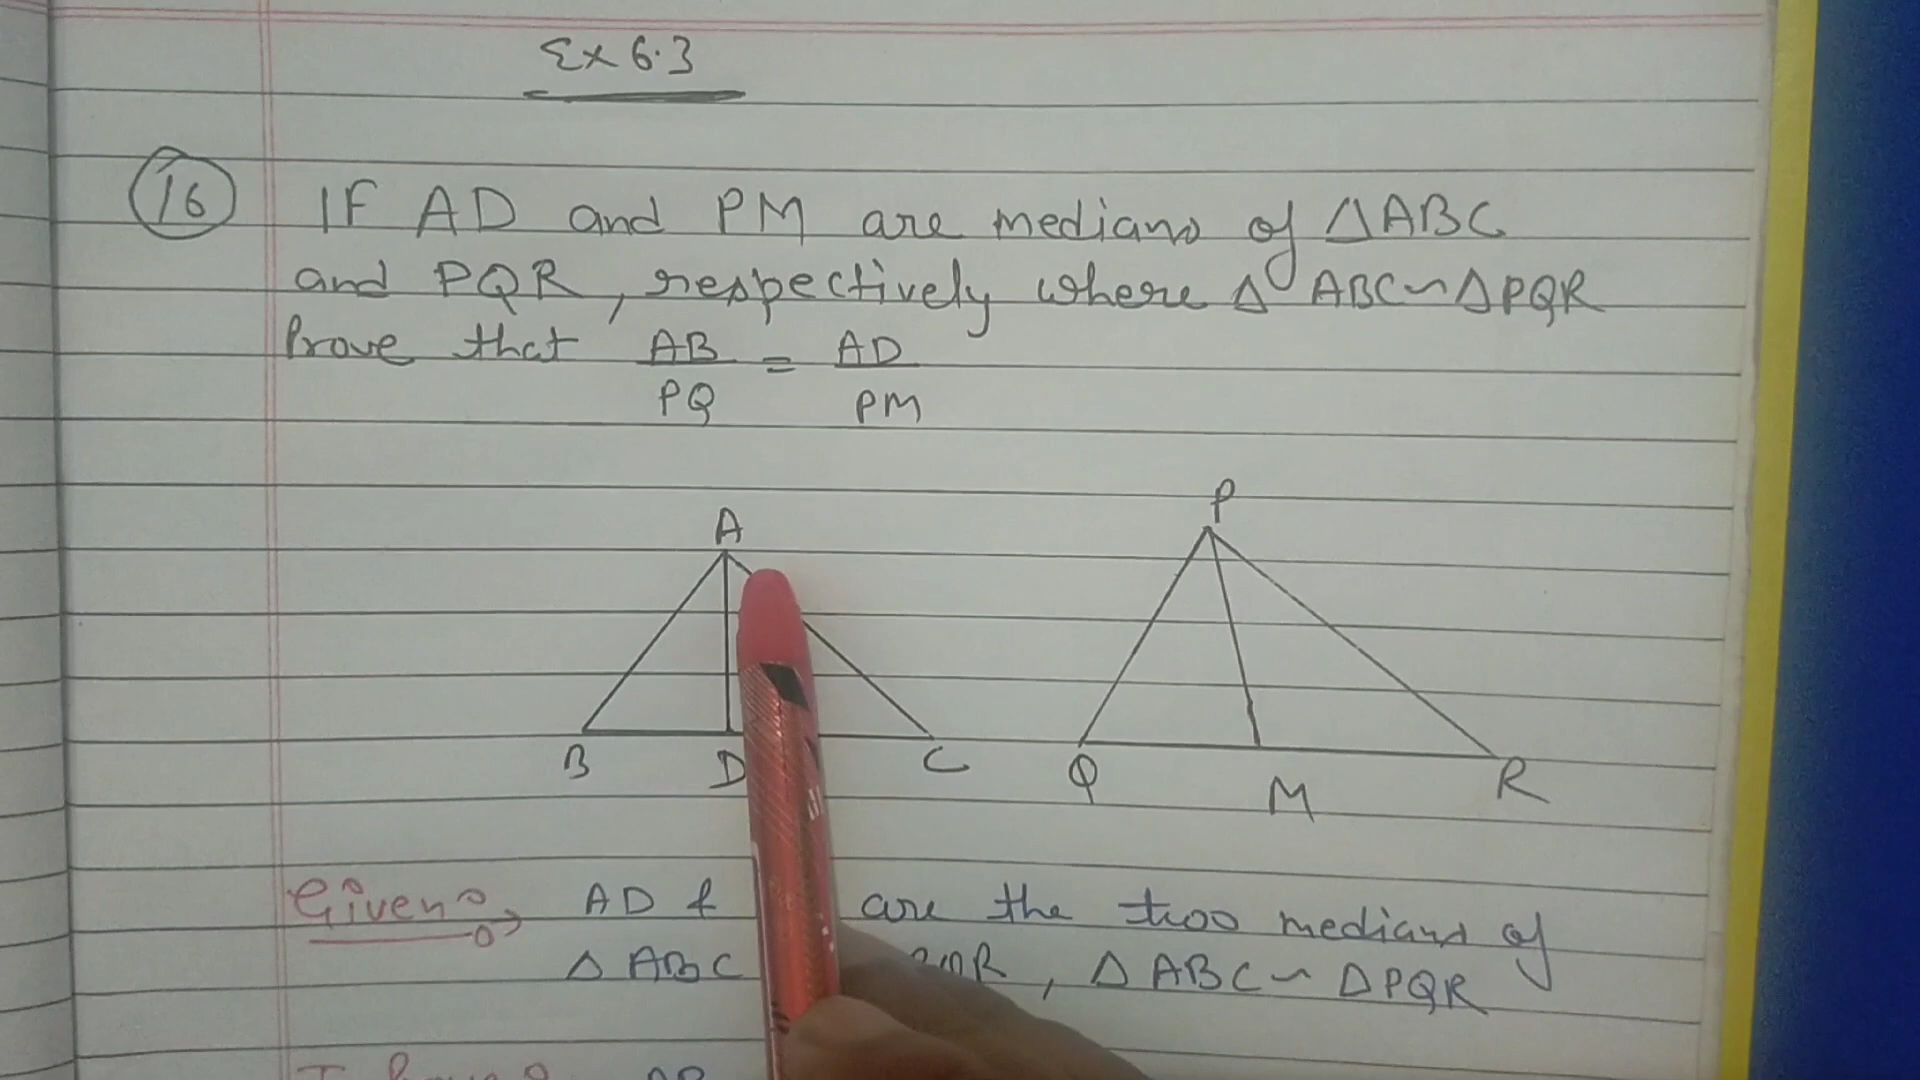 Ex 6.3
16 IF AD and PM are medians of △ABC
and PQR, respectively where △ ABC ~ △PQR
Prove that AB/PQ = AD/PM
A
P
B D C
Q M R
Given:→ AD & are the two medians of
△ ABC PQR, △ ABC ~ △PQR